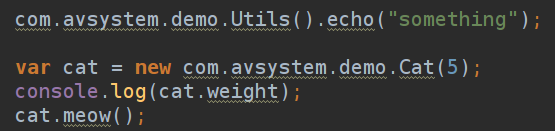 com.avsystem.demo.Utils().echo("something");
var cat = new com.avsystem.demo.Cat(5);
console.log(cat.weight);
cat.meow();